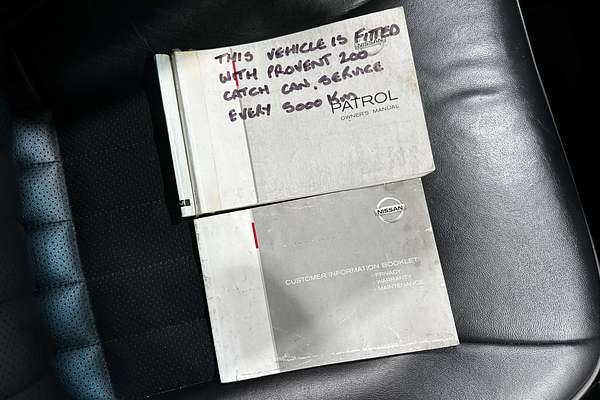 THIS VEHICLE IS FITTED
WITH PROVENT 200
CATCH CAN. SERVICE
EVERY 5000 Km
NISSAN
PATROL
OWNER'S MANUAL
NISSAN
CUSTOMER INFORMATION BOOKLET:
- PRIVACY
- WARRANTY
- MAINTENANCE